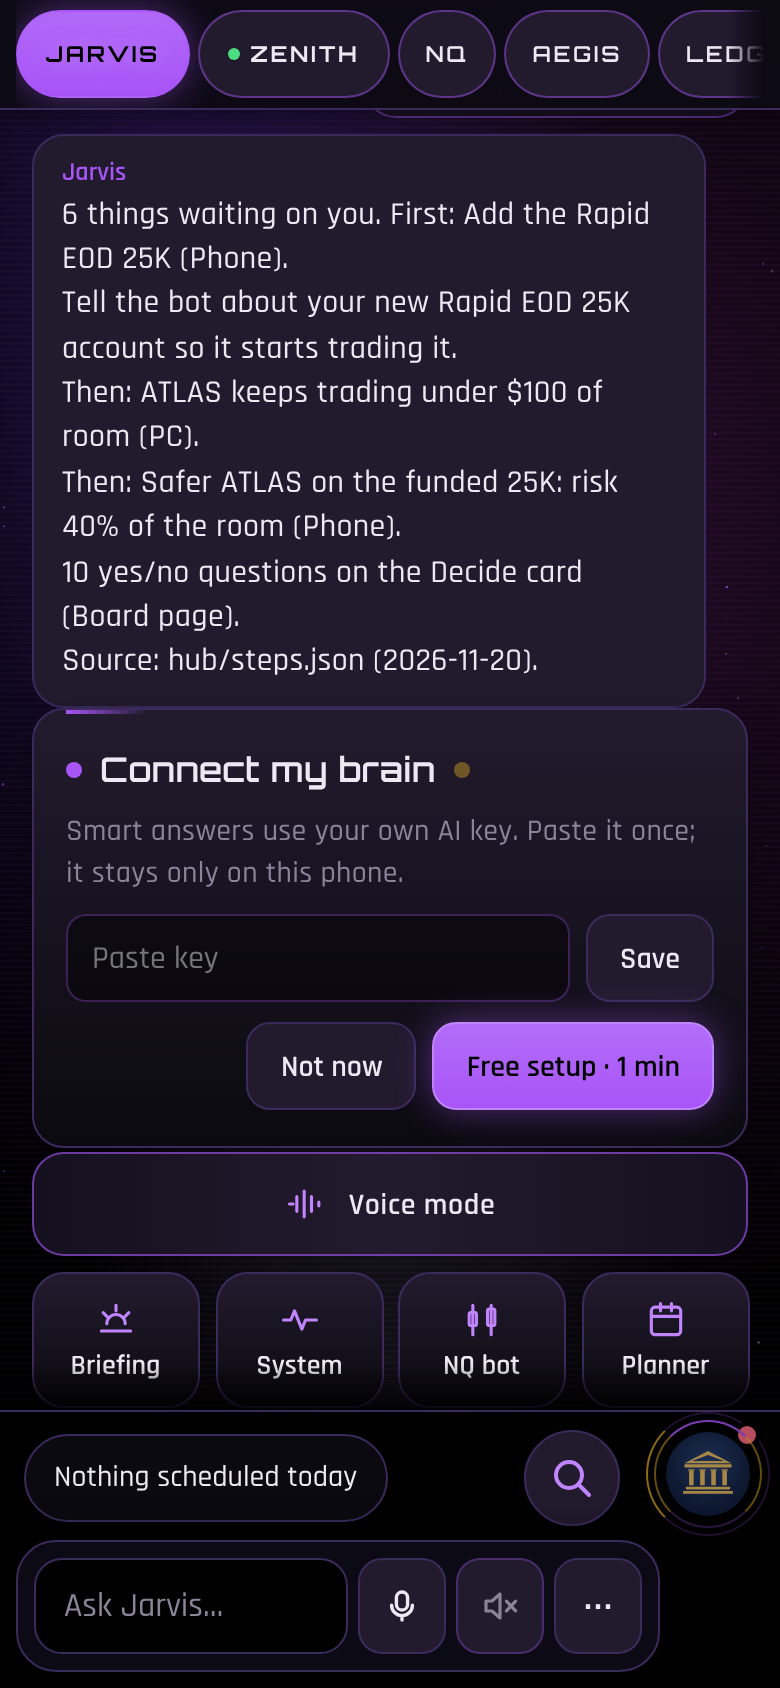 JARVIS
ZENITH
NQ
AEGIS
LEDG
Jarvis
6 things waiting on you. First: Add the Rapid
EOD 25K (Phone).
Tell the bot about your new Rapid EOD 25K
account so it starts trading it.
Then: ATLAS keeps trading under $100 of
room (PC).
Then: Safer ATLAS on the funded 25K: risk
40% of the room (Phone).
10 yes/no questions on the Decide card
(Board page).
Source: hub/steps.json (2026-11-20).
Connect my brain
Smart answers use your own AI key. Paste it once;
it stays only on this phone.
Paste key
Save
Not now
Free setup · 1 min
Voice mode
Briefing
System
NQ bot
Planner
Nothing scheduled today
Ask Jarvis...